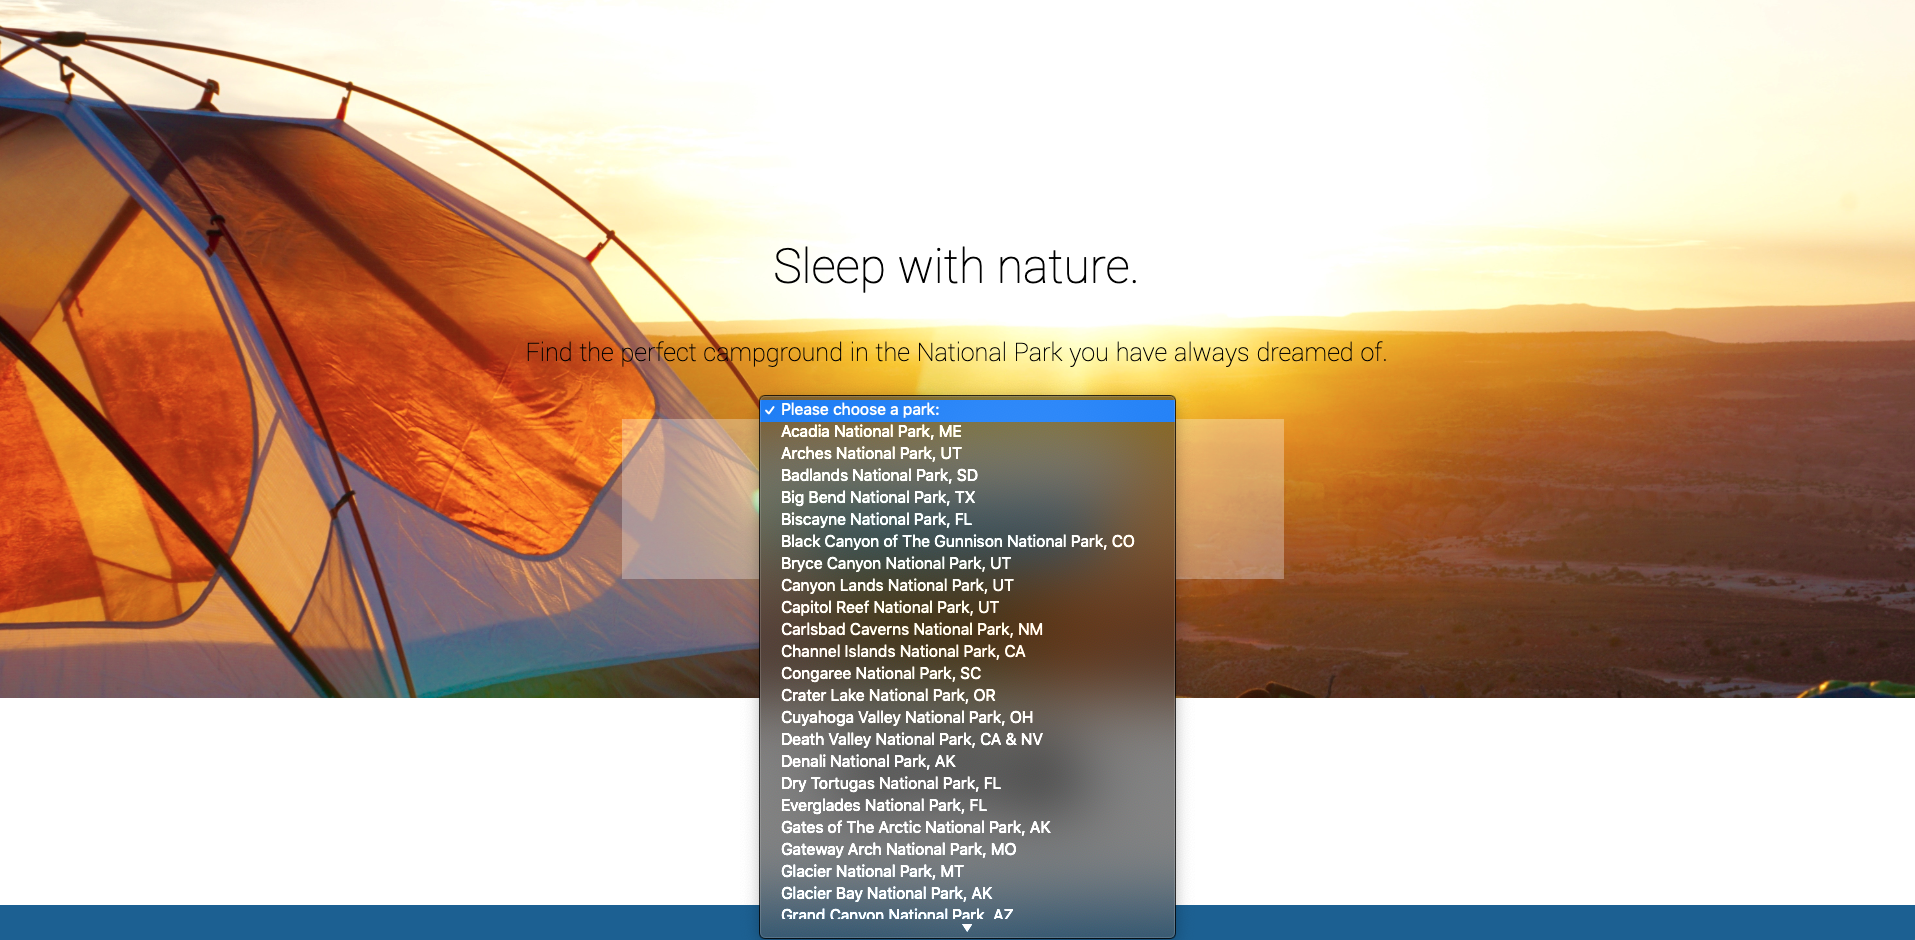 Sleep with nature.
Find the perfect campground in the National Park you have always dreamed of.
✓ Please choose a park:
Acadia National Park, ME
Arches National Park, UT
Badlands National Park, SD
Big Bend National Park, TX
Biscayne National Park, FL
Black Canyon of The Gunnison National Park, CO
Bryce Canyon National Park, UT
Canyon Lands National Park, UT
Capitol Reef National Park, UT
Carlsbad Caverns National Park, NM
Channel Islands National Park, CA
Congaree National Park, SC
Crater Lake National Park, OR
Cuyahoga Valley National Park, OH
Death Valley National Park, CA & NV
Denali National Park, AK
Dry Tortugas National Park, FL
Everglades National Park, FL
Gates of The Arctic National Park, AK
Gateway Arch National Park, MO
Glacier National Park, MT
Glacier Bay National Park, AK
Grand Canyon National Park, AZ